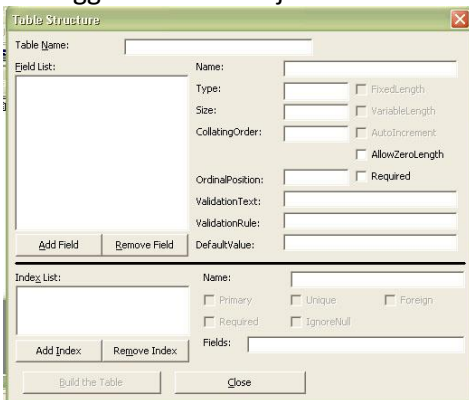 Table Structure
Table Name:
Field List:
Name:
Type:
FixedLength
Size:
VariableLength
CollatingOrder:
AutoIncrement
AllowZeroLength
OrdinalPosition:
Required
ValidationText:
ValidationRule:
Add Field
Remove Field
DefaultValue:
Index List:
Name:
Primary
Unique
Foreign
Required
IgnoreNull
Add Index
Remove Index
Fields:
Build the Table
Close